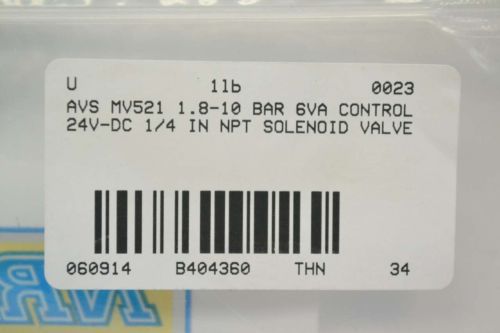 U 1lb 0023
AVS MV521 1.8-10 BAR 6VA CONTROL
24V-DC 1/4 IN NPT SOLENOID VALVE
060914 B404360 THN 34